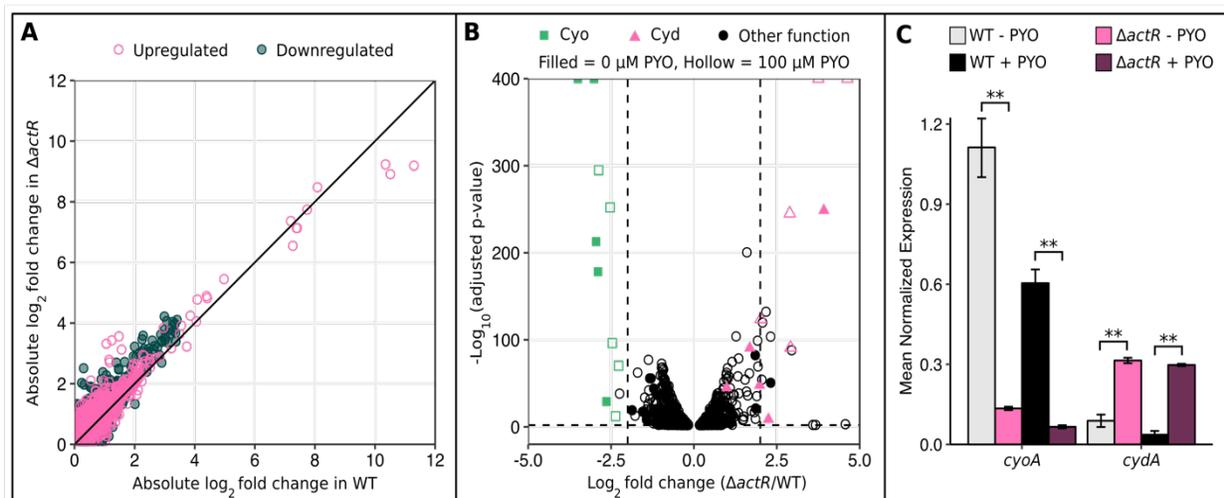 A
Upregulated
Downregulated
Absolute log2 fold change in ΔactR
12
10
8
6
4
2
0
0
2
4
6
8
10
12
Absolute log2 fold change in WT
B
Cyo
Cyd
Other function
Filled = 0 μM PYO, Hollow = 100 μM PYO
-Log10(adjusted p-value)
400
300
200
100
0
-5.0
-2.5
0.0
2.5
5.0
Log2 fold change (ΔactR/WT)
C
WT - PYO
ΔactR - PYO
WT + PYO
ΔactR + PYO
Mean Normalized Expression
1.2
0.9
0.6
0.3
0.0
**
**
**
**
cyoA
cydA